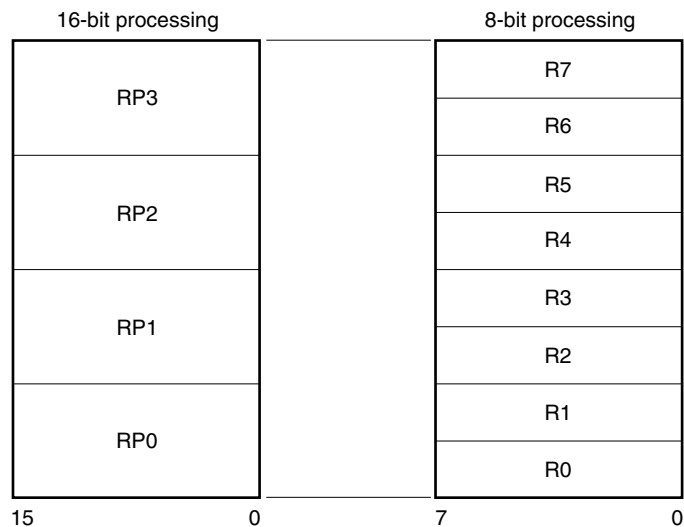 16-bit processing
8-bit processing
RP3
RP2
RP1
RP0
R7
R6
R5
R4
R3
R2
R1
R0
15 0
7 0